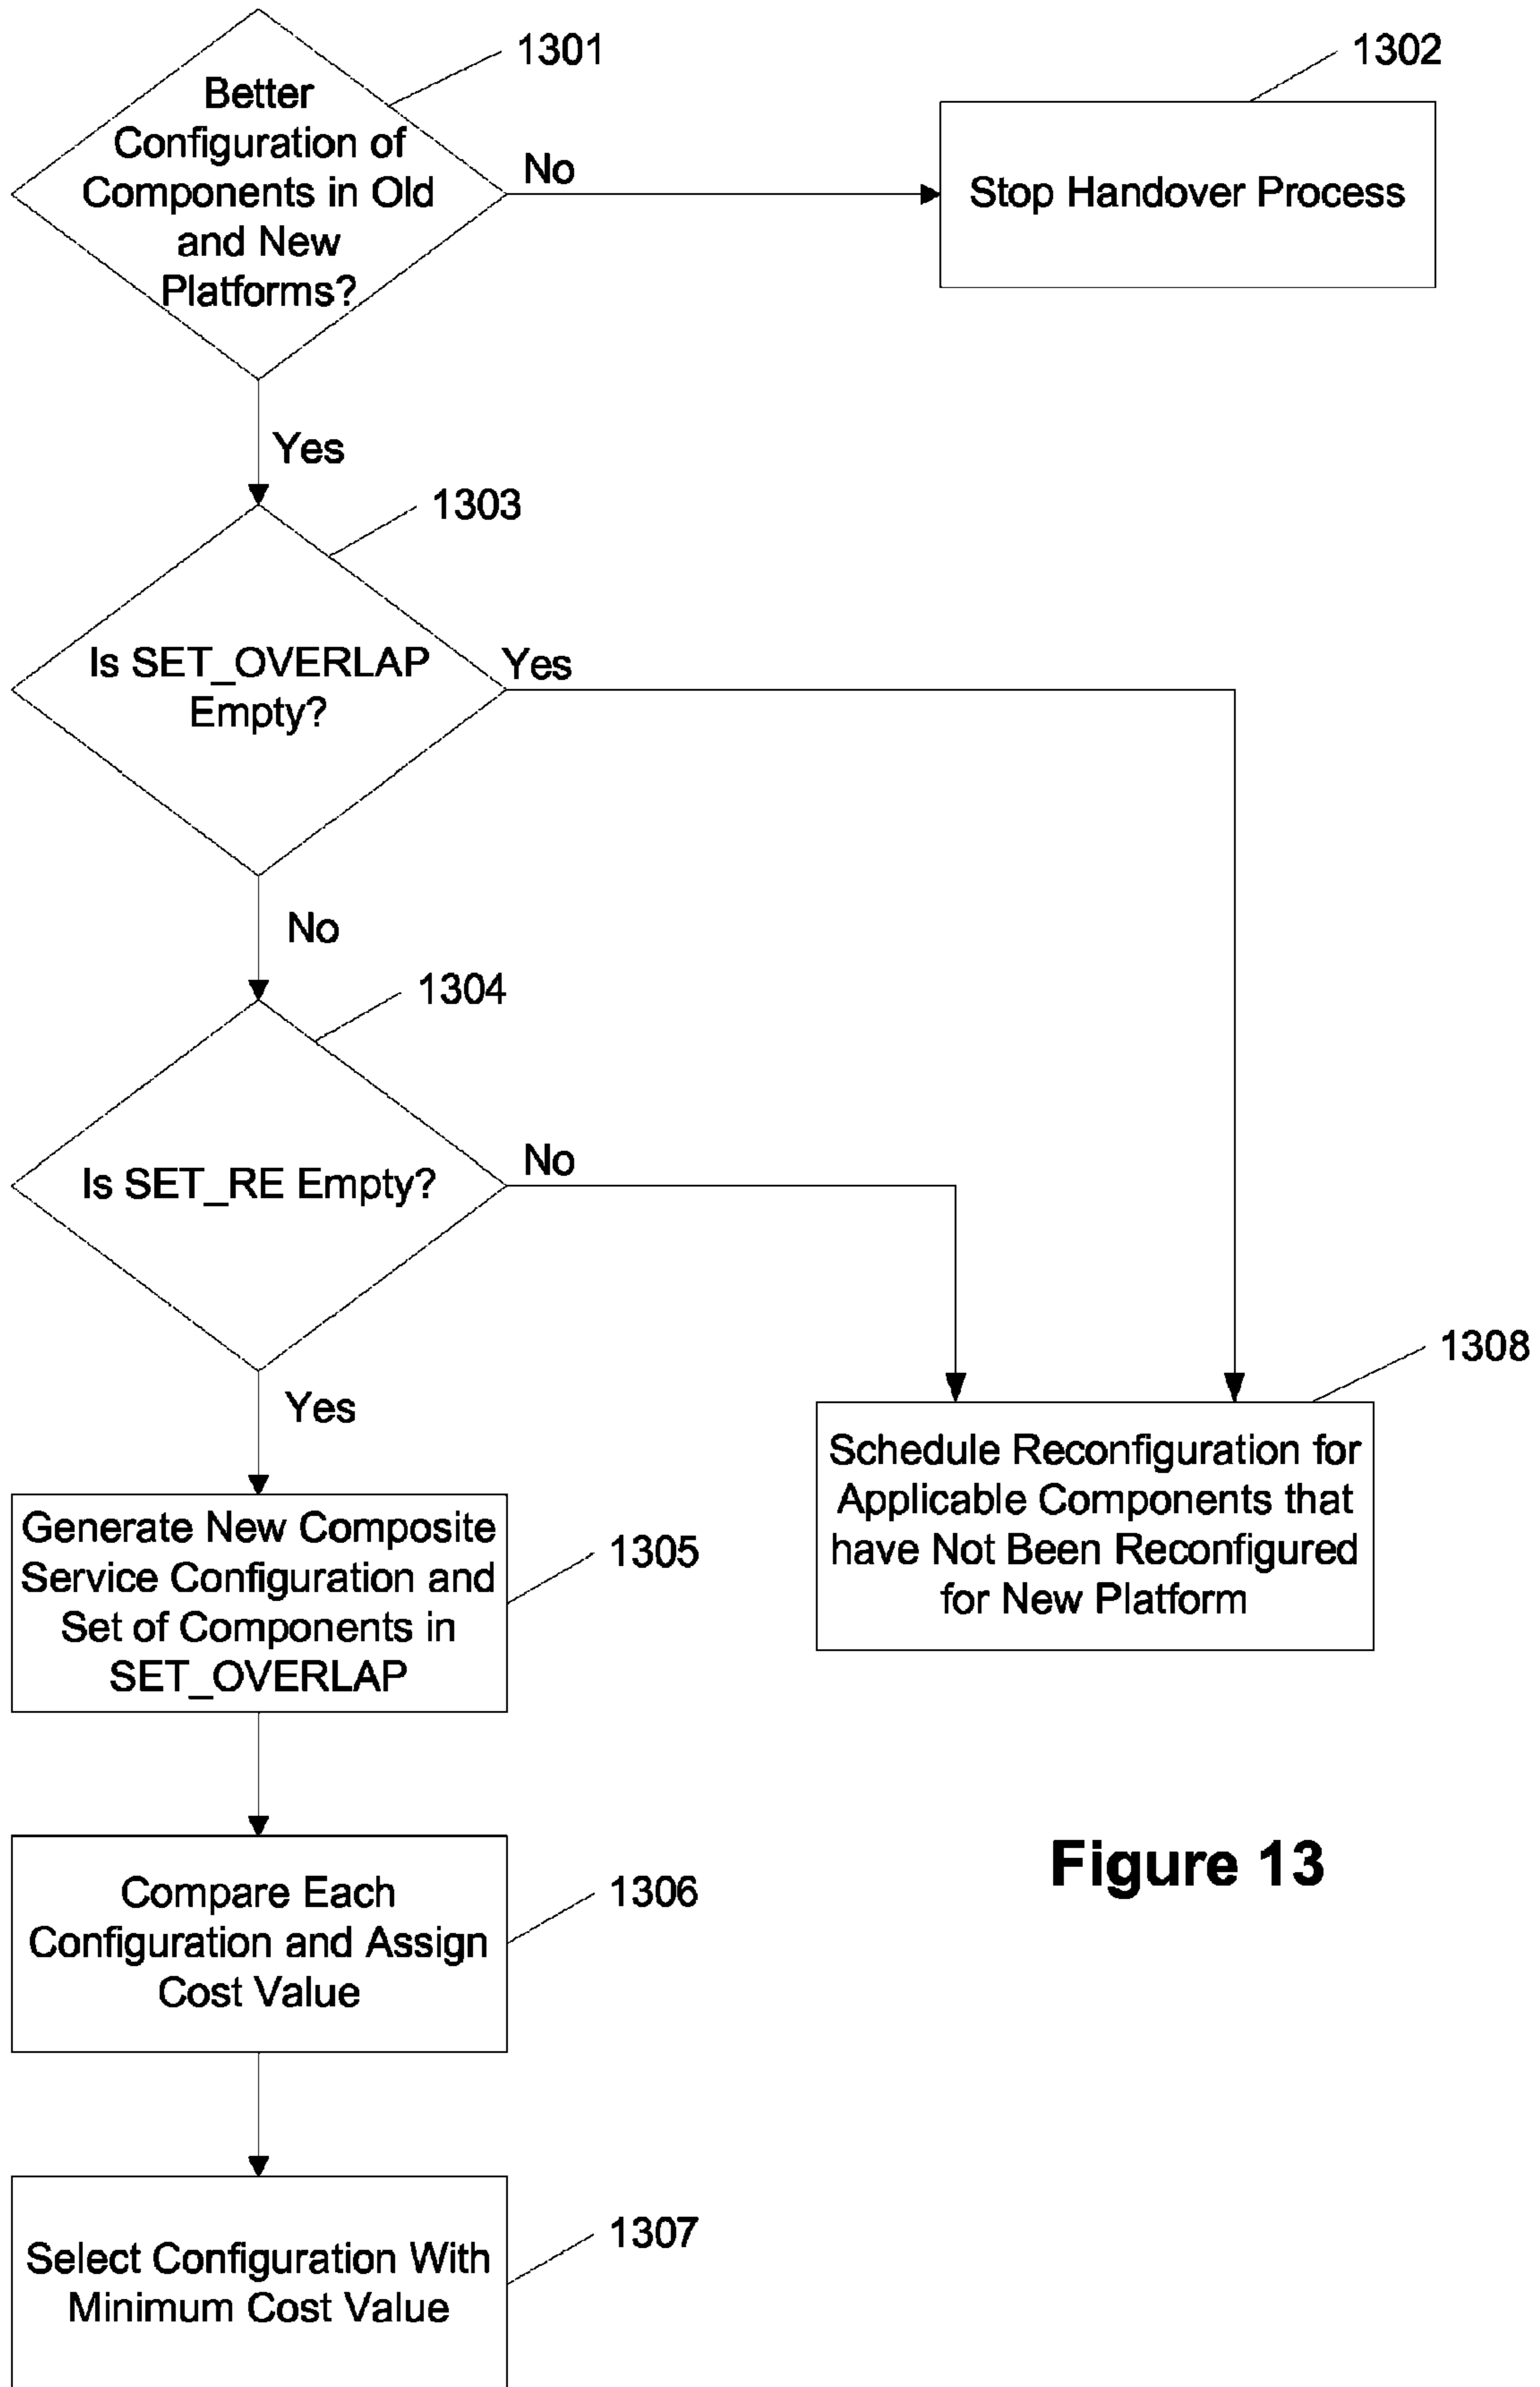 1301
1302
Better
Configuration of
Components in Old
and New
Platforms?
No
Stop Handover Process
Yes
1303
Is SET_OVERLAP
Empty?
Yes
No
1304
Is SET_RE Empty?
No
Yes
1308
Schedule Reconfiguration for
Applicable Components that
have Not Been Reconfigured
for New Platform
Generate New Composite
Service Configuration and
Set of Components in
SET_OVERLAP
1305
Compare Each
Configuration and Assign
Cost Value
1306
Figure 13
Select Configuration With
Minimum Cost Value
1307